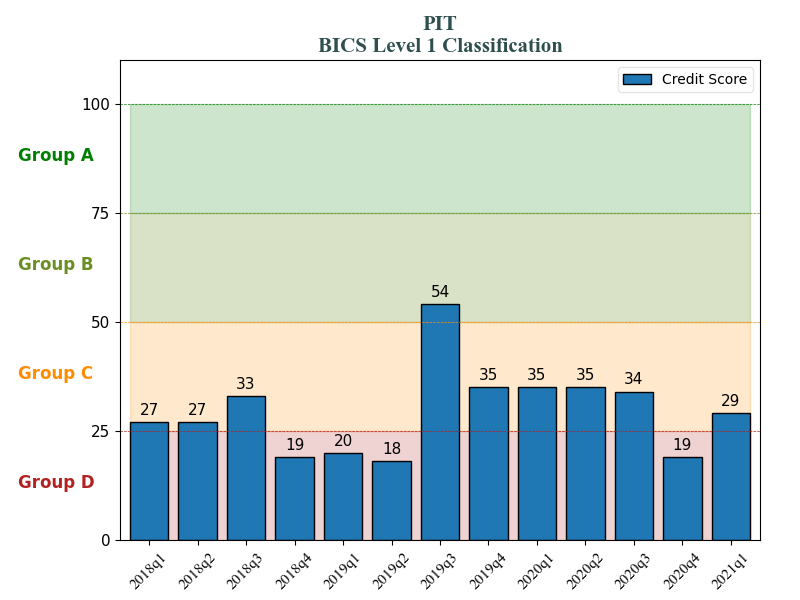 PIT
BICS Level 1 Classification
Credit Score
100
Group A
75
Group B
54
50
35 35 35 34
Group C
33
29
27 27
25
20
19 18 19
Group D
0
2018q1 2018q2 2018q3 2018q4 2019q1 2019q2 2019q3 2019q4 2020q1 2020q2 2020q3 2020q4 2021q1